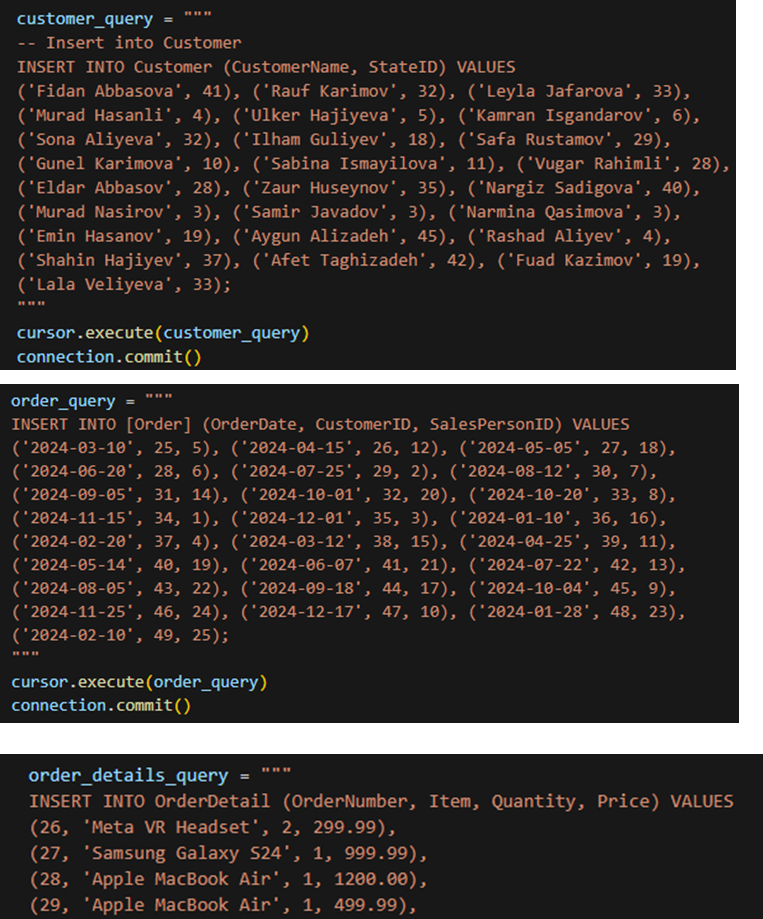 customer_query = """
-- Insert into Customer
INSERT INTO Customer (CustomerName, StateID) VALUES
('Fidan Abbasova', 41), ('Rauf Karimov', 32), ('Leyla Jafarova', 33),
('Murad Hasanli', 4), ('Ulker Hajiyeva', 5), ('Kamran Isgandarov', 6),
('Sona Aliyeva', 32), ('Ilham Guliyev', 18), ('Safa Rustamov', 29),
('Gunel Karimova', 10), ('Sabina Ismayilova', 11), ('Vugar Rahimli', 28),
('Eldar Abbasov', 28), ('Zaur Huseynov', 35), ('Nargiz Sadigova', 40),
('Murad Nasirov', 3), ('Samir Javadov', 3), ('Narmina Qasimova', 3),
('Emin Hasanov', 19), ('Aygun Alizadeh', 45), ('Rashad Aliyev', 4),
('Shahin Hajiyev', 37), ('Afet Taghizadeh', 42), ('Fuad Kazimov', 19),
('Lala Veliyeva', 33);
"""
cursor.execute(customer_query)
connection.commit()
order_query = """
INSERT INTO [Order] (OrderDate, CustomerID, SalesPersonID) VALUES
('2024-03-10', 25, 5), ('2024-04-15', 26, 12), ('2024-05-05', 27, 18),
('2024-06-20', 28, 6), ('2024-07-25', 29, 2), ('2024-08-12', 30, 7),
('2024-09-05', 31, 14), ('2024-10-01', 32, 20), ('2024-10-20', 33, 8),
('2024-11-15', 34, 1), ('2024-12-01', 35, 3), ('2024-01-10', 36, 16),
('2024-02-20', 37, 4), ('2024-03-12', 38, 15), ('2024-04-25', 39, 11),
('2024-05-14', 40, 19), ('2024-06-07', 41, 21), ('2024-07-22', 42, 13),
('2024-08-05', 43, 22), ('2024-09-18', 44, 17), ('2024-10-04', 45, 9),
('2024-11-25', 46, 24), ('2024-12-17', 47, 10), ('2024-01-28', 48, 23),
('2024-02-10', 49, 25);
"""
cursor.execute(order_query)
connection.commit()
order_details_query = """
INSERT INTO OrderDetail (OrderNumber, Item, Quantity, Price) VALUES
(26, 'Meta VR Headset', 2, 299.99),
(27, 'Samsung Galaxy S24', 1, 999.99),
(28, 'Apple MacBook Air', 1, 1200.00),
(29, 'Apple MacBook Air', 1, 499.99),